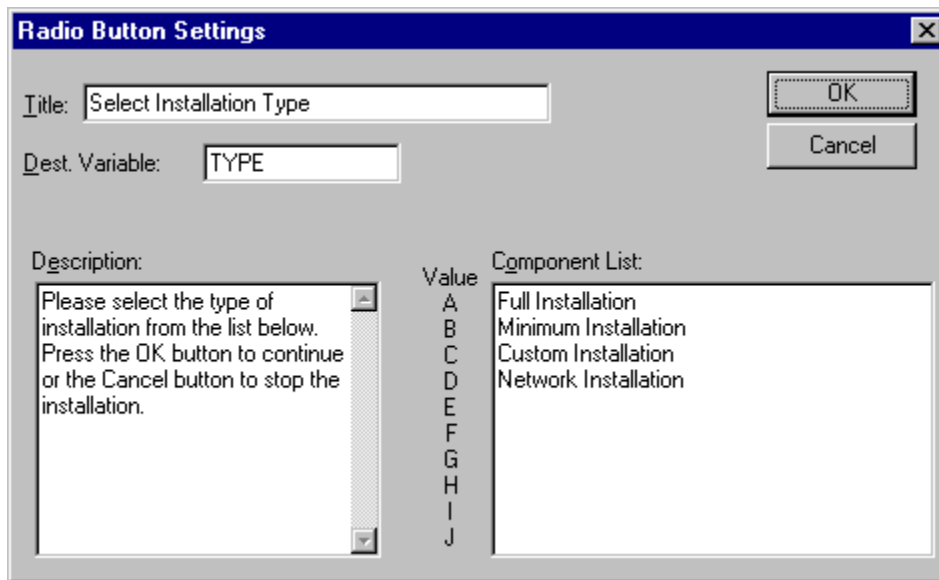 Radio Button Settings
Title: Select Installation Type
OK
Dest. Variable: TYPE
Cancel
Description:
Please select the type of
installation from the list below.
Press the OK button to continue
or the Cancel button to stop the
installation.
Value
A
B
C
D
E
F
G
H
I
J
Component List:
Full Installation
Minimum Installation
Custom Installation
Network Installation